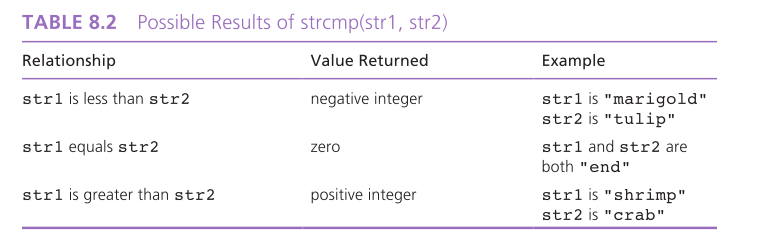 TABLE 8.2 Possible Results of strcmp(str1, str2)
Relationship Value Returned Example
str1 is less than str2 negative integer str1 is "marigold"
str2 is "tulip"
str1 equals str2 zero str1 and str2 are
both "end"
str1 is greater than str2 positive integer str1 is "shrimp"
str2 is "crab"